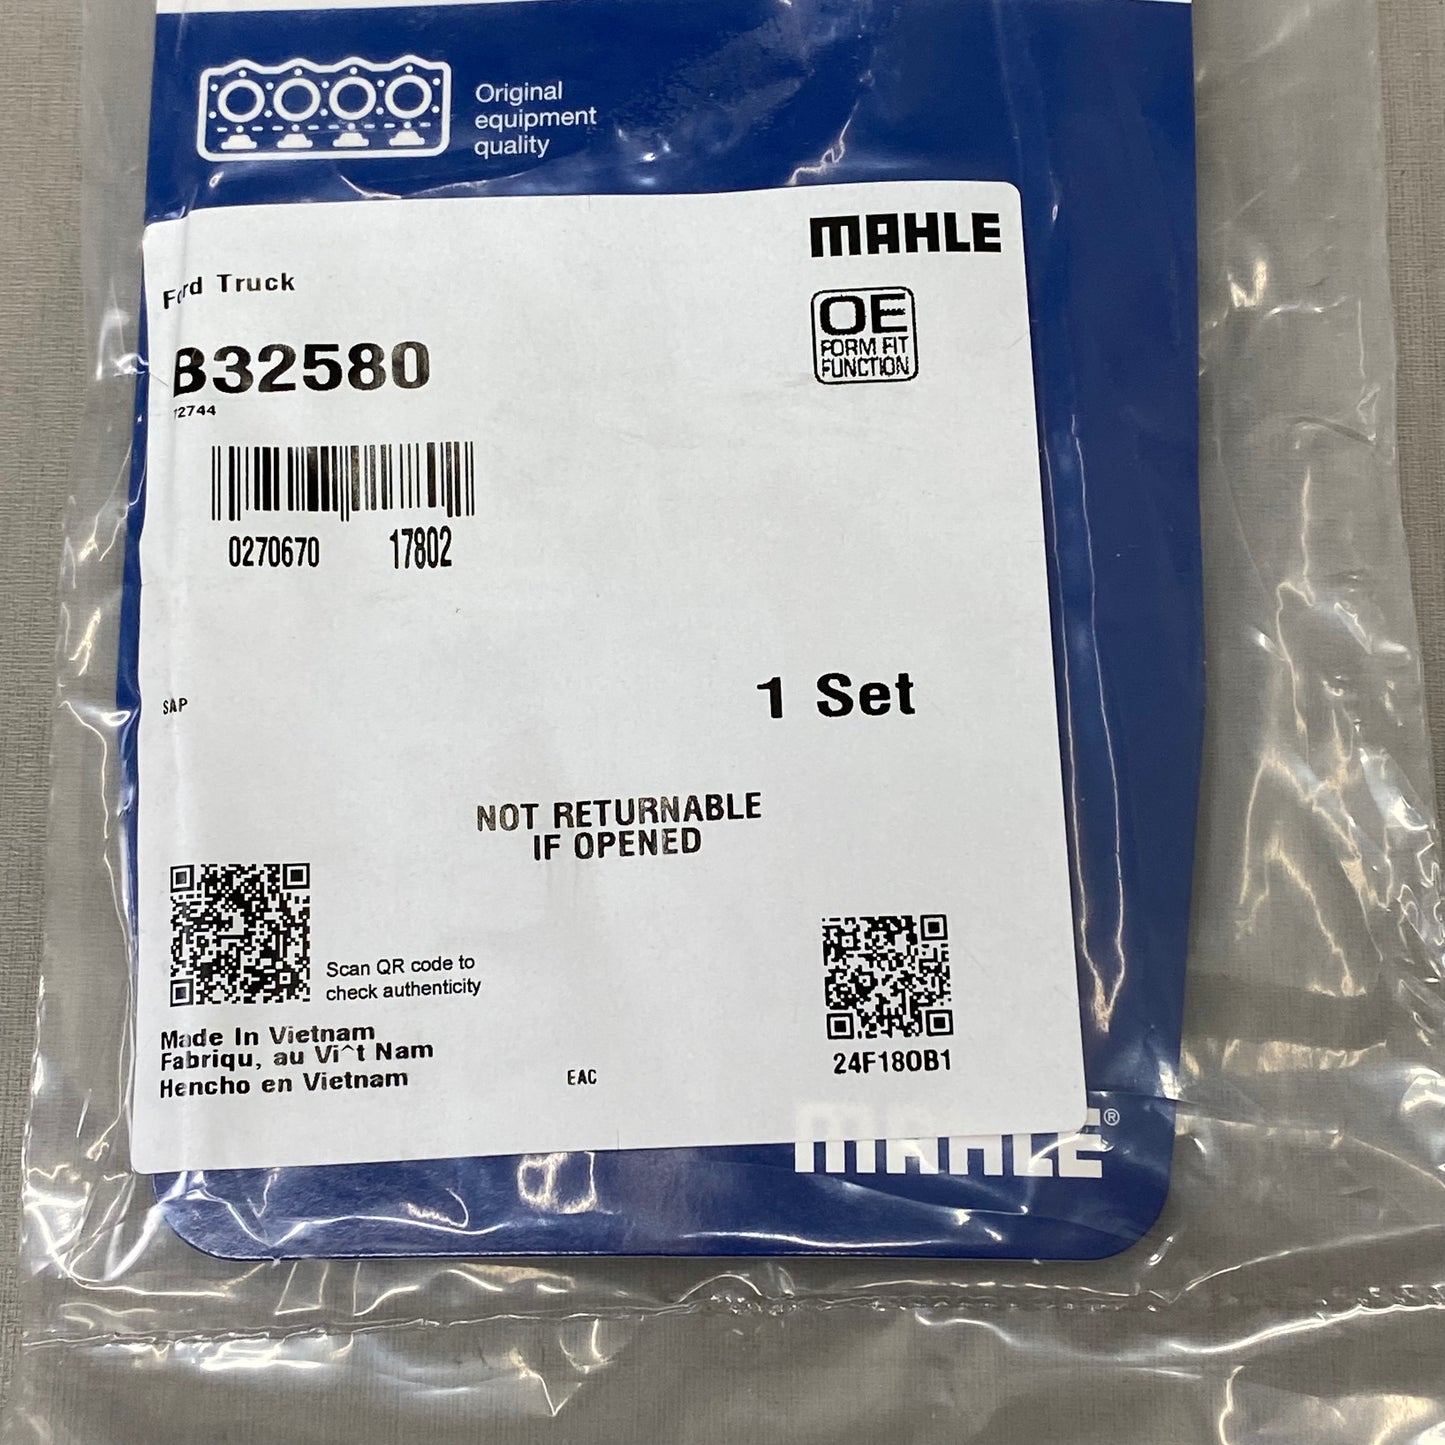 Original
equipment
quality
MAHLE
Ford Truck
OE
FORM FIT
FUNCTION
B32580
72744
0270670 17802
SAP
1 Set
NOT RETURNABLE
IF OPENED
Scan QR code to
check authenticity
Made In Vietnam
Fabriqu, au Vi^t Nam
Hencho en Vietnam
EAC
24F180B1
MAHLE®